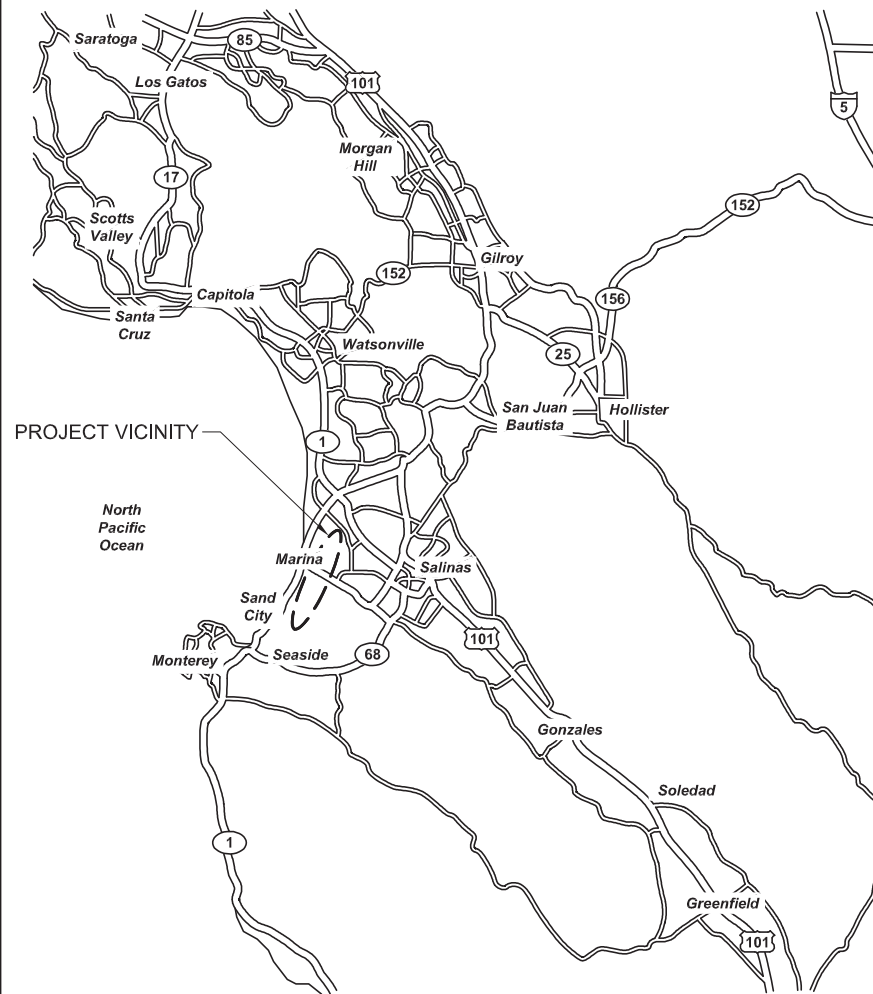 Saratoga
85
Los Gatos
101
5
Morgan
Hill
17
152
Scotts
Valley
Gilroy
152
Capitola
156
Santa
Cruz
Watsonville
25
San Juan
Bautista
Hollister
PROJECT VICINITY
1
North
Pacific
Ocean
Marina
Salinas
Sand
City
101
Monterey
Seaside
68
Gonzales
Soledad
1
Greenfield
101